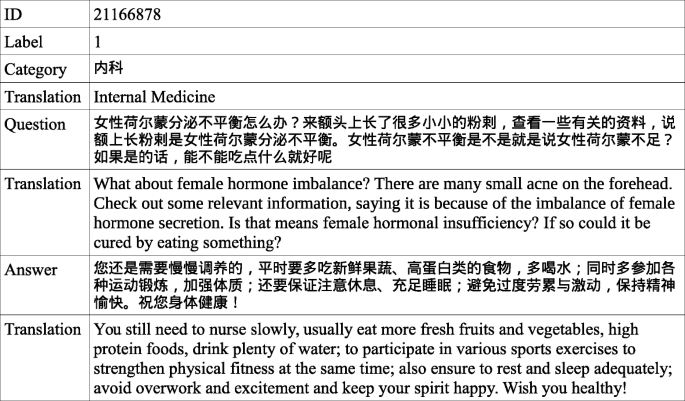 ID 21166878
Label 1
Category 内科
Translation Internal Medicine
Question 女性荷尔蒙分泌不平衡怎么办？来额头上长了很多小小的粉刺，查看一些有关的资料，说
额上长粉刺是女性荷尔蒙分泌不平衡。女性荷尔蒙不平衡是不是就是说女性荷尔蒙不足？
如果是的话，能不能吃点什么就好呢
Translation What about female hormone imbalance? There are many small acne on the forehead.
Check out some relevant information, saying it is because of the imbalance of female
hormone secretion. Is that means female hormonal insufficiency? If so could it be
cured by eating something?
Answer 您还是需要慢慢调养的，平时要多吃新鲜果蔬、高蛋白类的食物，多喝水；同时多参加各
种运动锻炼，加强体质；还要保证注意休息、充足睡眠；避免过度劳累与激动，保持精神
愉快。祝您身体健康！
Translation You still need to nurse slowly, usually eat more fresh fruits and vegetables, high
protein foods, drink plenty of water; to participate in various sports exercises to
strengthen physical fitness at the same time; also ensure to rest and sleep adequately;
avoid overwork and excitement and keep your spirit happy. Wish you healthy!